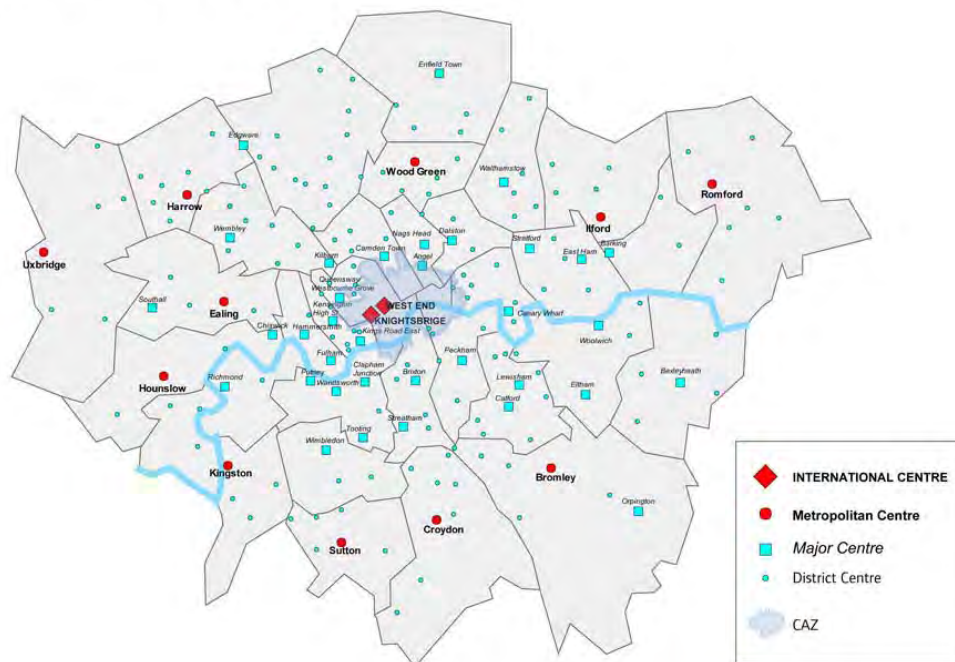 Enfield Town
Edgware
Wood Green
Walthamstow
Romford
Harrow
Ilford
Wembley
Nags Head
Dalston
Uxbridge
Kilburn
Camden Town
Angel
Stratford
East Ham
Barking
Queensway/
Westbourne Grove
Southall
Ealing
Kensington
High St
WEST END
KNIGHTSBRIGE
Canary Wharf
Chiswick
Hammersmith
Kings Road East
Woolwich
Hounslow
Richmond
Fulham
Putney
Wandsworth
Clapham
Junction
Brixton
Peckham
Lewisham
Catford
Eltham
Bexleyheath
Streatham
Tooting
Wimbledon
Kingston
Bromley
Orpington
Croydon
Sutton
INTERNATIONAL CENTRE
Metropolitan Centre
Major Centre
District Centre
CAZ